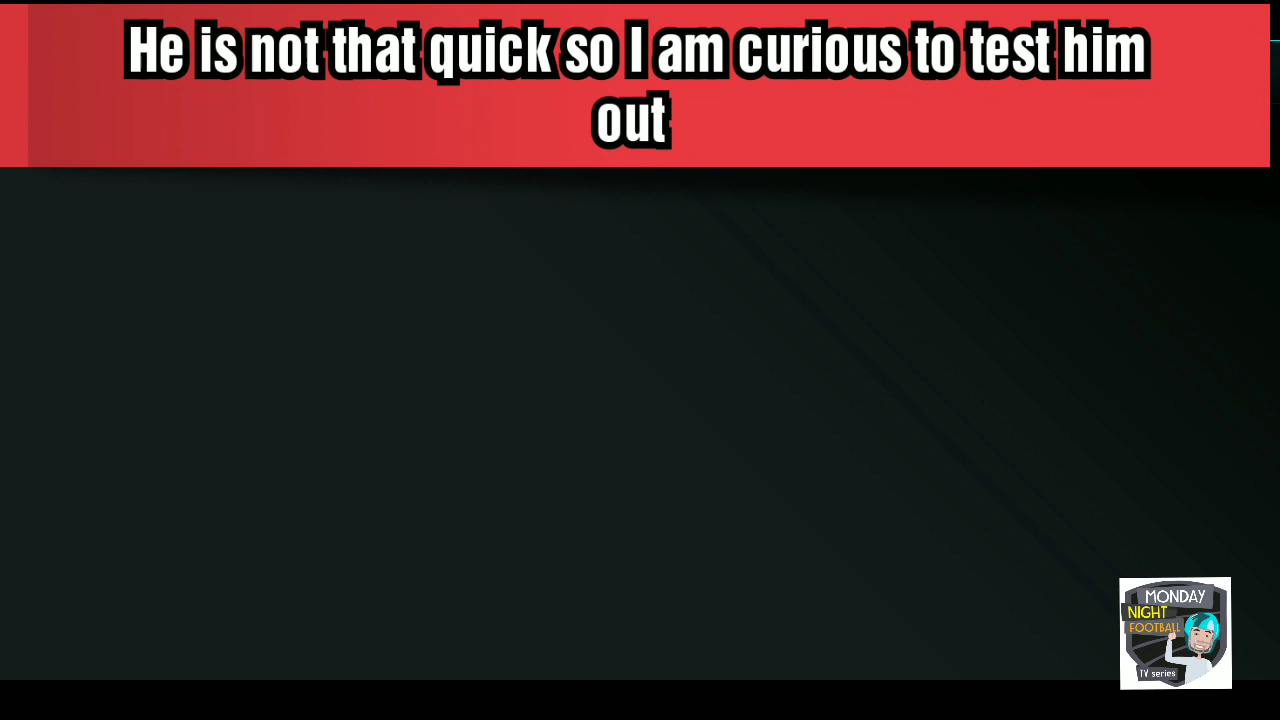 He is not that quick so I am curious to test him
out
MONDAY
NIGHT
FOOTBALL
TV series